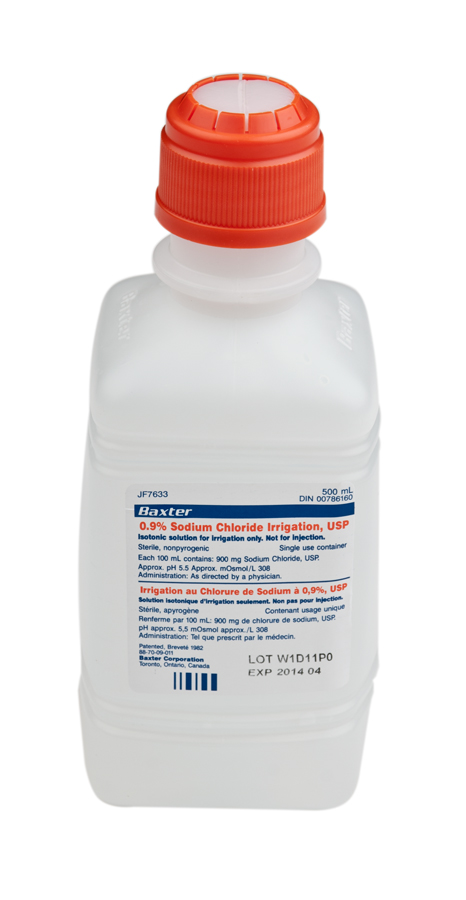 Baxter
Baxter
JF7633
500 mL
DIN 00786160
Baxter
0.9% Sodium Chloride Irrigation, USP
Isotonic solution for irrigation only. Not for injection.
Sterile, nonpyrogenic Single use container
Each 100 mL contains: 900 mg Sodium Chloride, USP.
Approx. pH 5.5 Approx. mOsmol/L 308
Administration: As directed by a physician.
Irrigation au Chlorure de Sodium à 0,9%, USP
Solution isotonique d'irrigation seulement. Non pas pour injection.
Stérile, apyrogène Contenant usage unique
Renferme par 100 mL: 900 mg de chlorure de sodium, USP.
pH approx. 5,5 mOsmol approx./L 308
Administration: Tel que prescrit par le médecin.
Patented, Breveté 1982
88-70-09-011
Baxter Corporation
Toronto, Ontario, Canada
LOT W1D11P0
EXP 2014 04